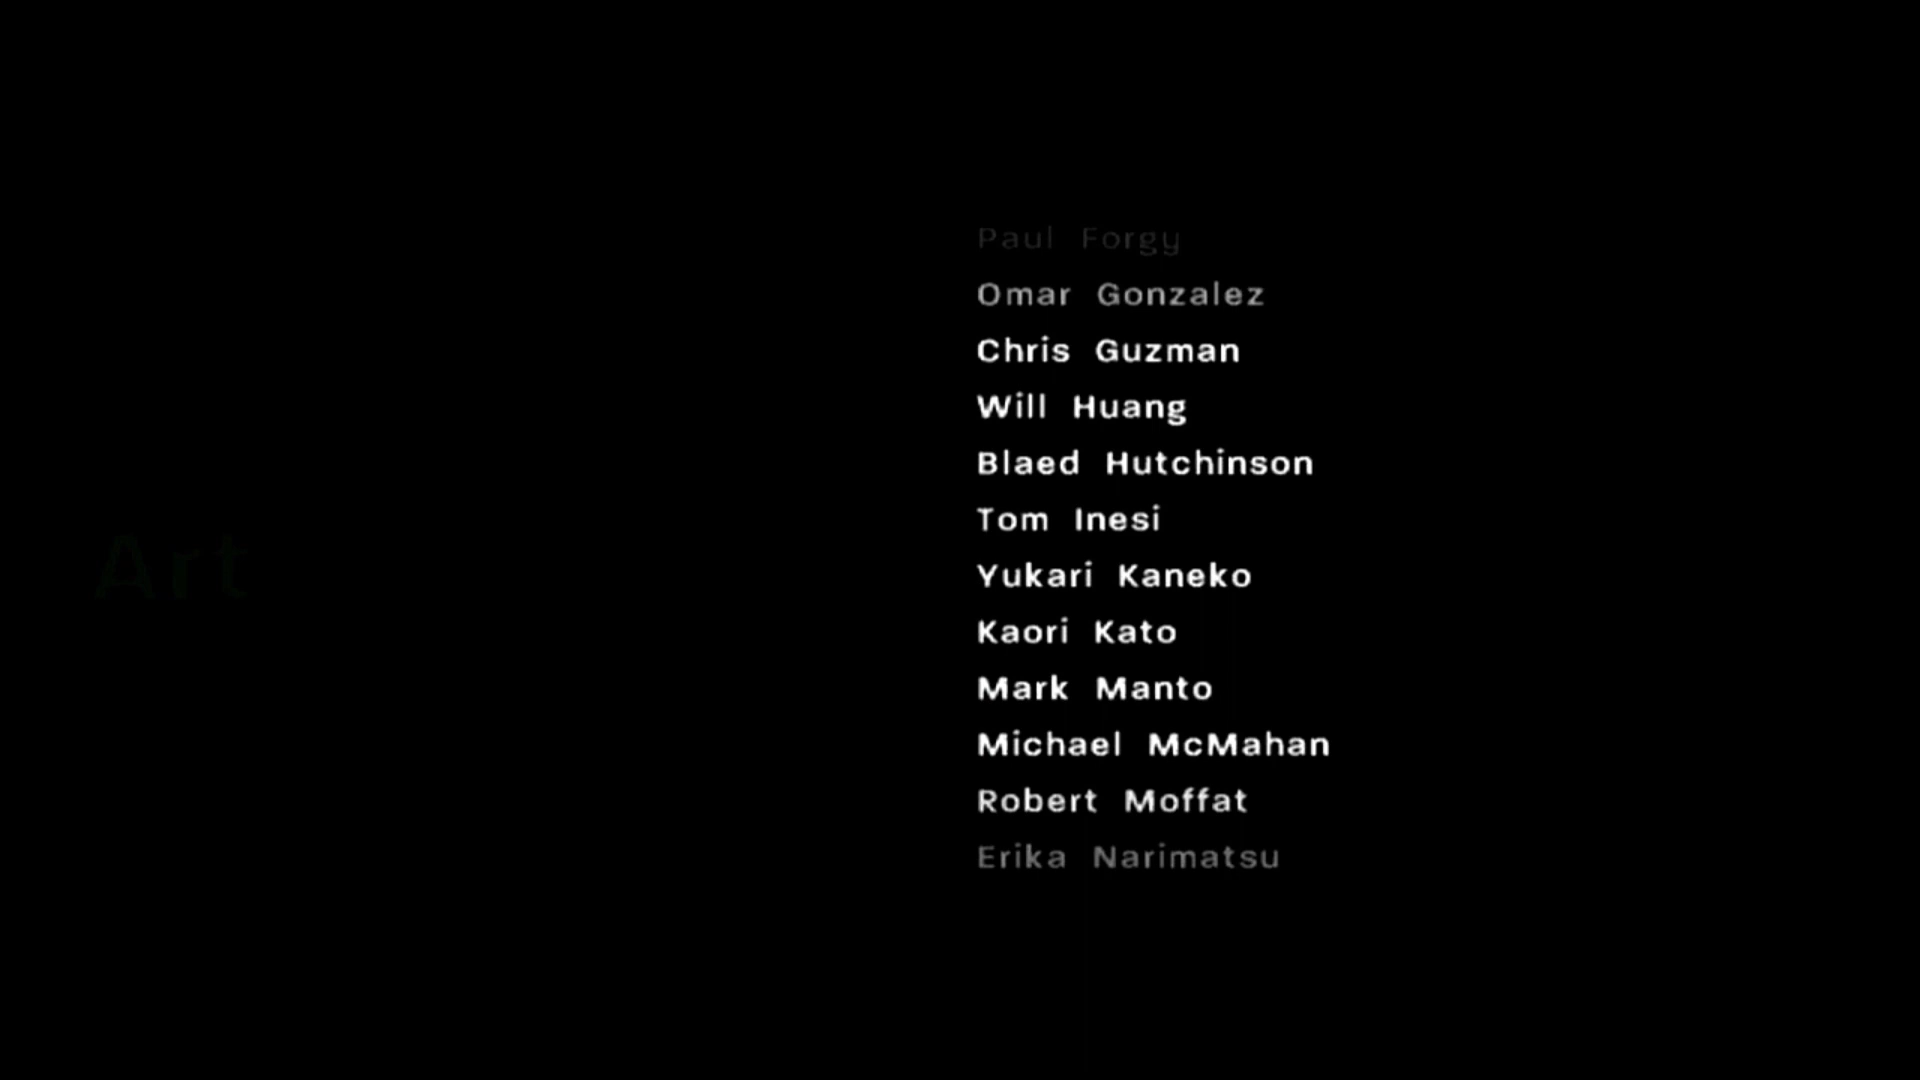 Paul Forgy
Omar Gonzalez
Chris Guzman
Will Huang
Blaed Hutchinson
Art
Tom Inesi
Yukari Kaneko
Kaori Kato
Mark Manto
Michael McMahan
Robert Moffat
Erika Narimatsu